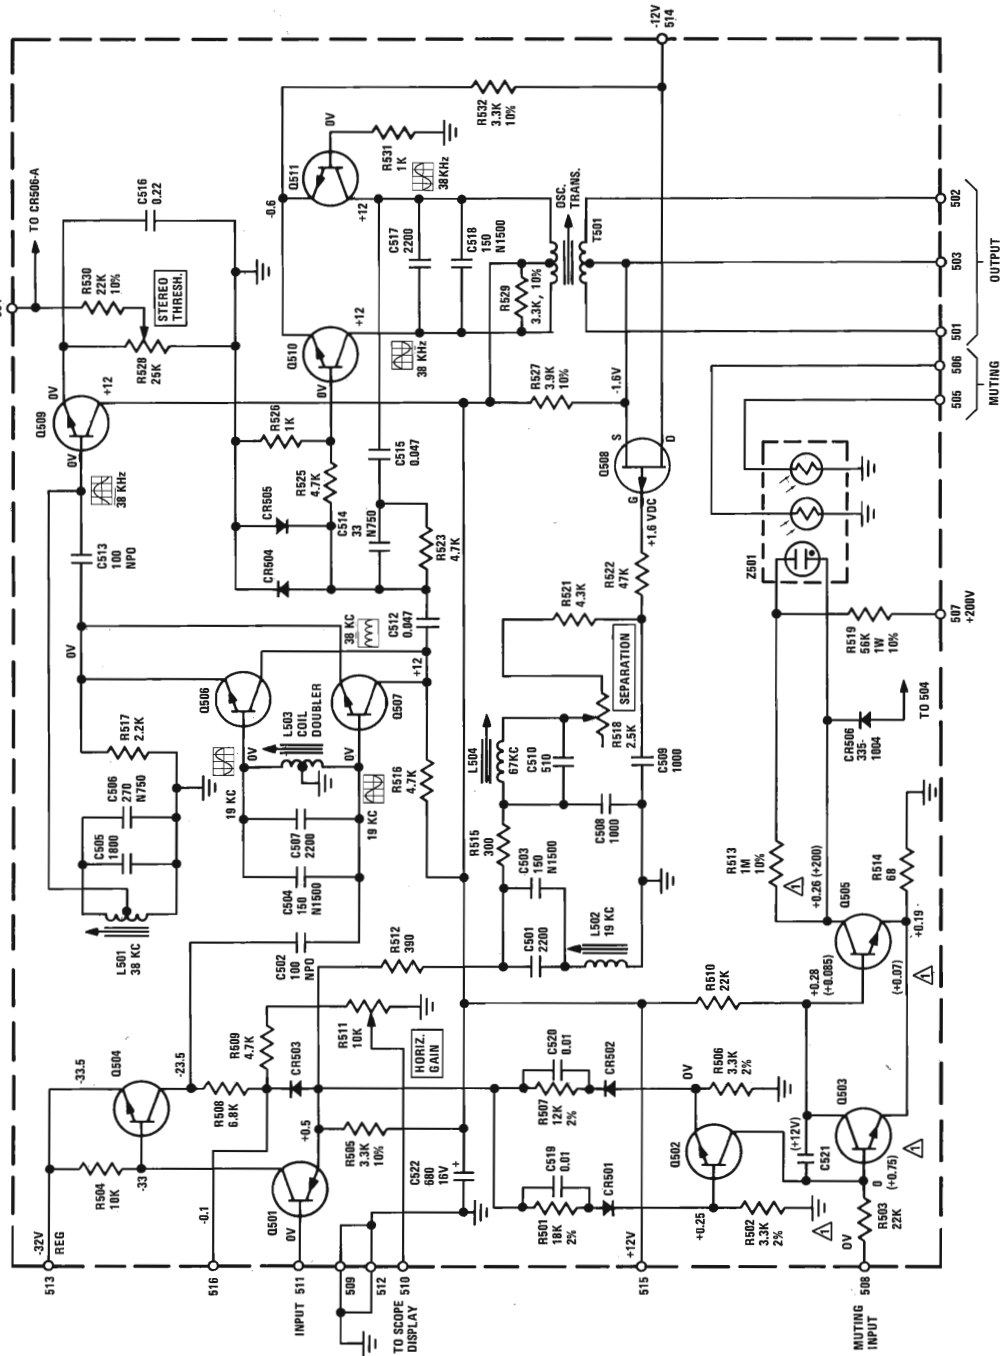 -32V
REG
513
R504
10K
-33
-33.5
Q504
L501
38 KC
C505
1800
C506
270
N750
R517
2.2K
0V
C513
100
NPO
38 KHz
0V
Q509
0V
+12
R528
25K
STEREO
THRESH.
R530
22K
10%
TO CR506-A
C516
0.22
516
-0.1
R508
6.8K
-23.5
R509
4.7K
C502
100
NPO
C504
150
N1500
C507
2200
19 KC
0V
L503
COIL
DOUBLER
Q506
0V
19 KC
Q507
38 KC
+12
R516
4.7K
C512
0.047
CR504
CR505
R526
1K
R525
4.7K
C514
33
N750
R523
4.7K
C515
0.047
-0.6
Q510
0V
+12
38 KHz
Q511
0V
+12
R531
1K
38KHz
C517
2200
C518
150
N1500
R532
3.3K
10%
INPUT 511
0V
Q501
+0.5
CR503
R505
3.3K
10%
R511
10K
HORIZ.
GAIN
R512
390
509
512
TO SCOPE
DISPLAY
510
C522
680
16V
+
R501
18K
2%
C519
0.01
CR501
R507
12K
2%
C520
0.01
CR502
+0.25
R502
3.3K
2%
Q502
0V
R506
3.3K
2%
C501
2200
C503
150
N1500
L502
19 KC
R515
300
L504
67KC
C510
510
C508
1000
R518
2.5K
SEPARATION
C509
1000
R521
4.3K
R522
47K
+1.6 VDC
G
Q508
S
D
-1.6V
R527
3.9K
10%
R529
3.3K, 10%
OSC.
TRANS.
T501
-12V
514
+12V
515
R510
22K
MUTING
INPUT
508
0V
R503
22K
1
0
(+0.75)
C521
(+12V)
Q503
1
+0.28
(+0.085)
(+0.07)
1
Q505
+0.19
+0.26 (+200)
1
R513
1M
10%
R514
68
CR506
335-
1004
TO 504
R519
56K
1W
10%
507
+200V
Z501
505
506
MUTING
501
503
502
OUTPUT